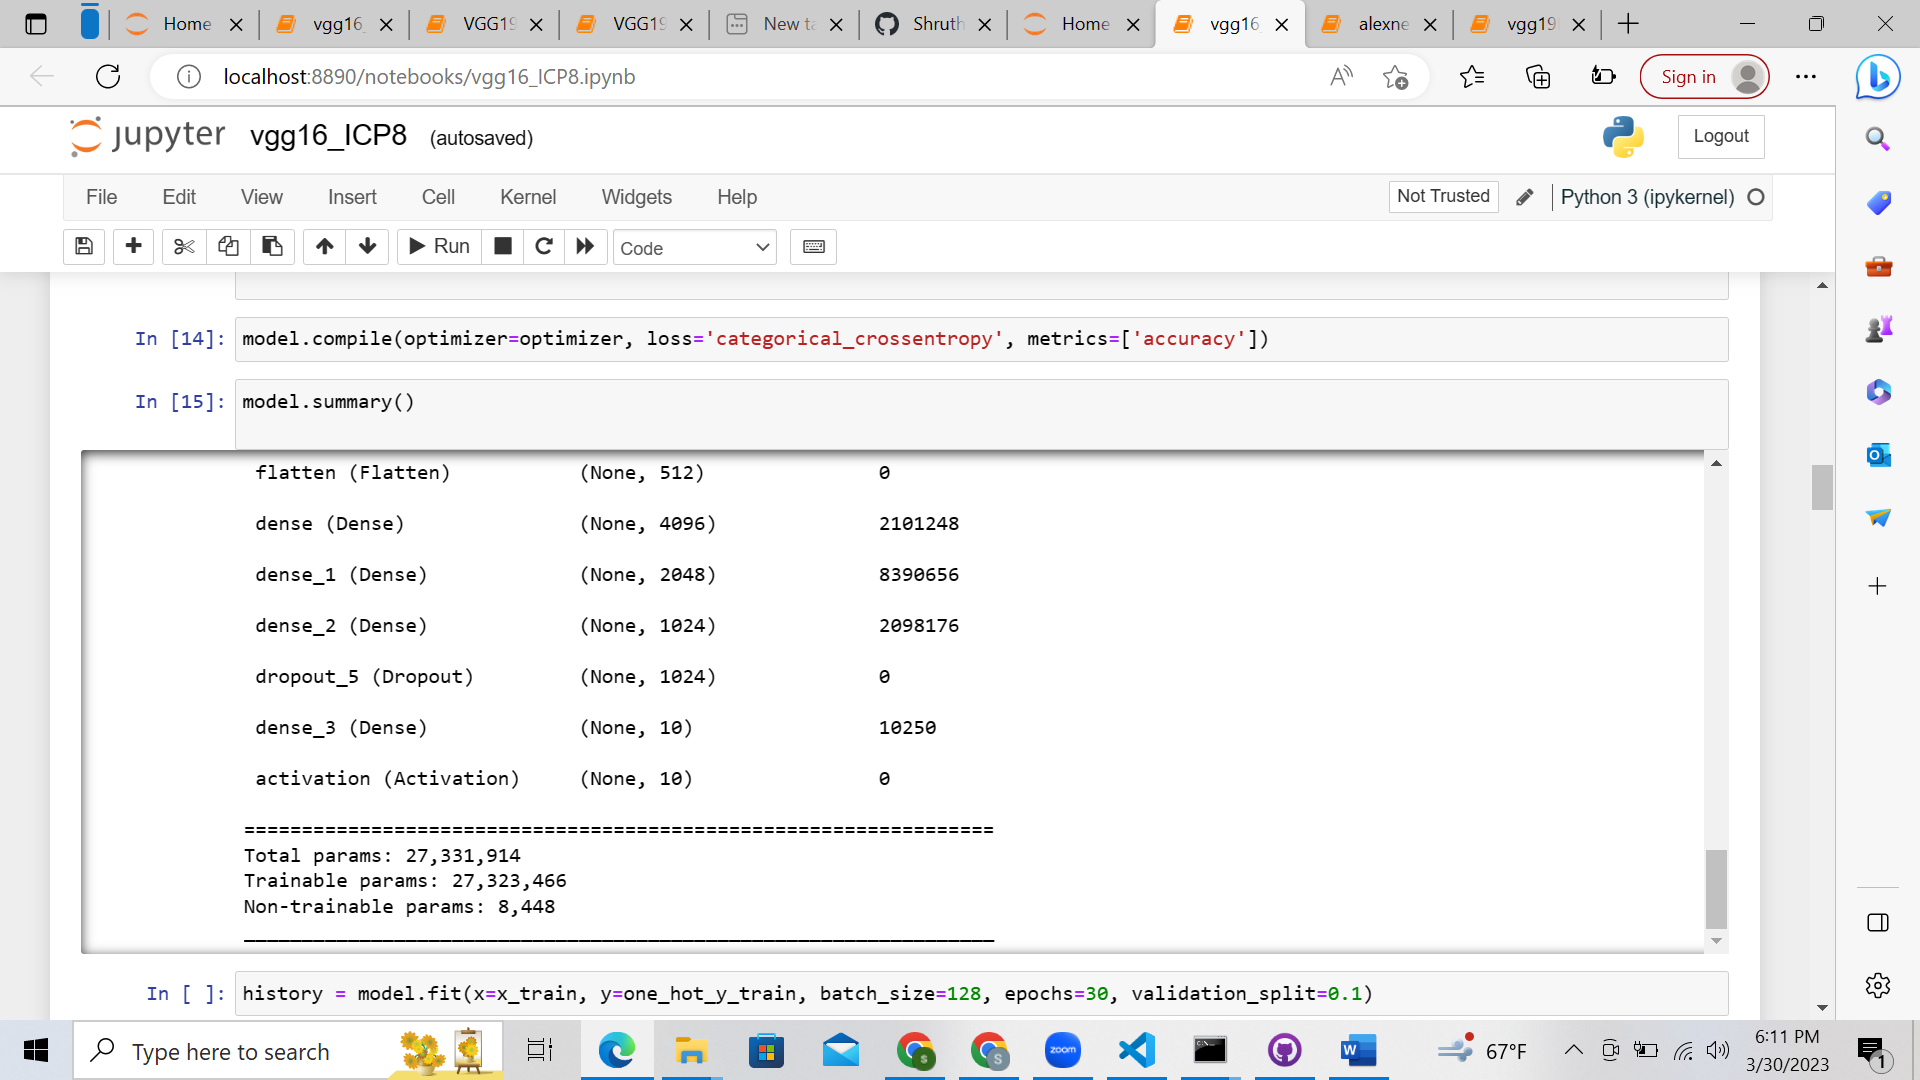 Home
vgg16_
VGG19
VGG19
New ta
Shruth
Home
vgg16_
alexne
vgg19
localhost:8890/notebooks/vgg16_ICP8.ipynb
Sign in
jupyter vgg16_ICP8 (autosaved)
Logout
File Edit View Insert Cell Kernel Widgets Help
Not Trusted
Python 3 (ipykernel)
Run
Code
In [14]: model.compile(optimizer=optimizer, loss='categorical_crossentropy', metrics=['accuracy'])
In [15]: model.summary()
flatten (Flatten) (None, 512) 0
dense (Dense) (None, 4096) 2101248
dense_1 (Dense) (None, 2048) 8390656
dense_2 (Dense) (None, 1024) 2098176
dropout_5 (Dropout) (None, 1024) 0
dense_3 (Dense) (None, 10) 10250
activation (Activation) (None, 10) 0
=================================================================
Total params: 27,331,914
Trainable params: 27,323,466
Non-trainable params: 8,448
_________________________________________________________________
In [ ]: history = model.fit(x=x_train, y=one_hot_y_train, batch_size=128, epochs=30, validation_split=0.1)
Type here to search
zoom
67°F
6:11 PM
3/30/2023
1